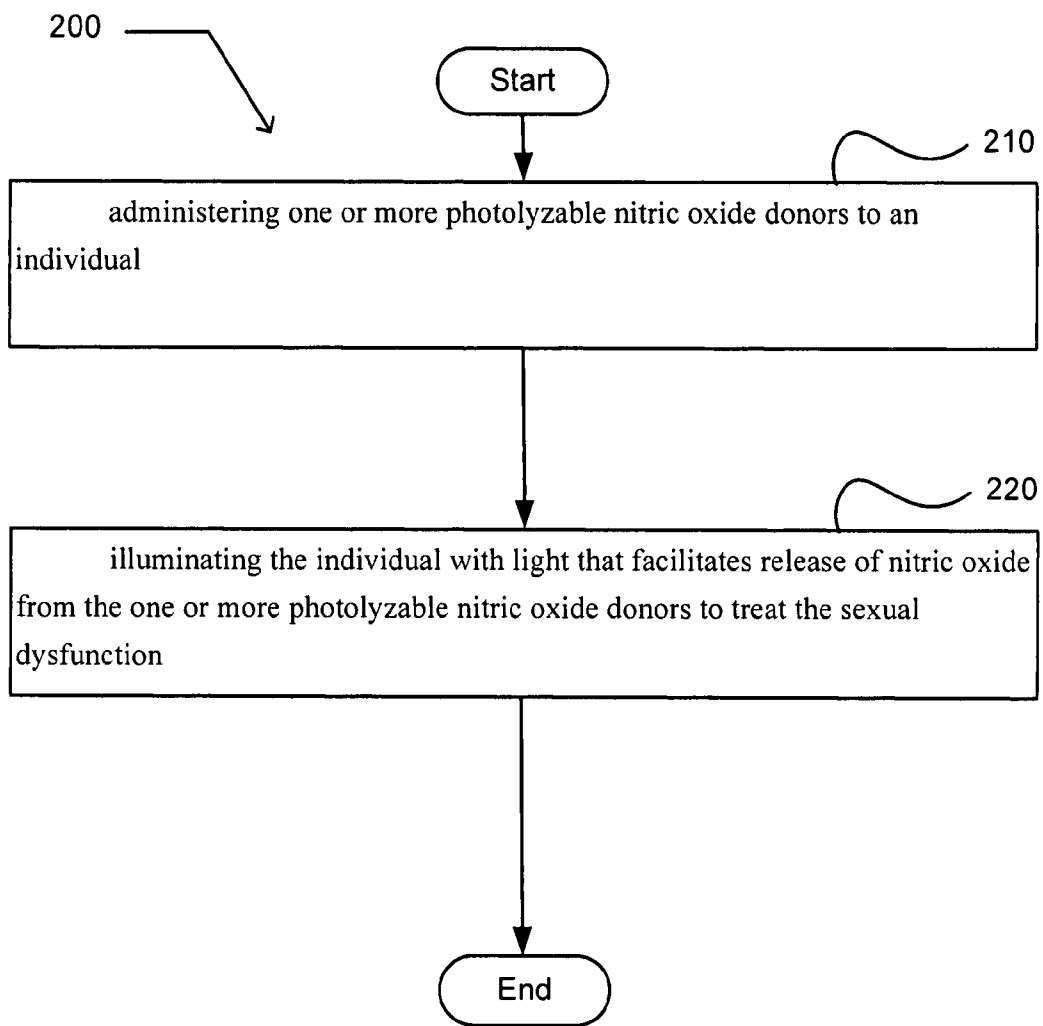 200
Start
210
administering one or more photolyzable nitric oxide donors to an
individual
220
illuminating the individual with light that facilitates release of nitric oxide
from the one or more photolyzable nitric oxide donors to treat the sexual
dysfunction
End